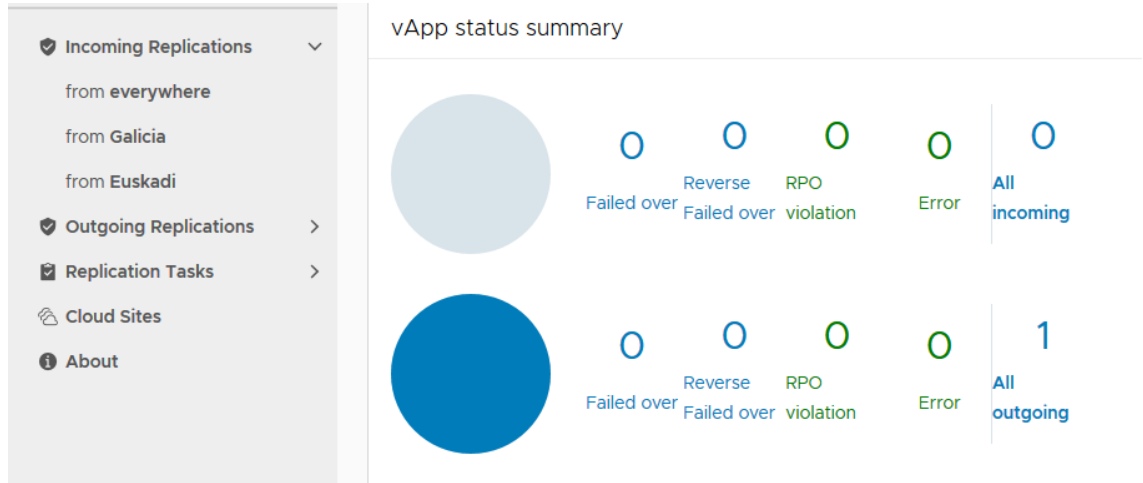 Incoming Replications
from everywhere
from Galicia
from Euskadi
Outgoing Replications
Replication Tasks
Cloud Sites
About
vApp status summary
0
Failed over
0
Reverse
Failed over
0
RPO
violation
0
Error
0
All
incoming
0
Failed over
0
Reverse
Failed over
0
RPO
violation
0
Error
1
All
outgoing